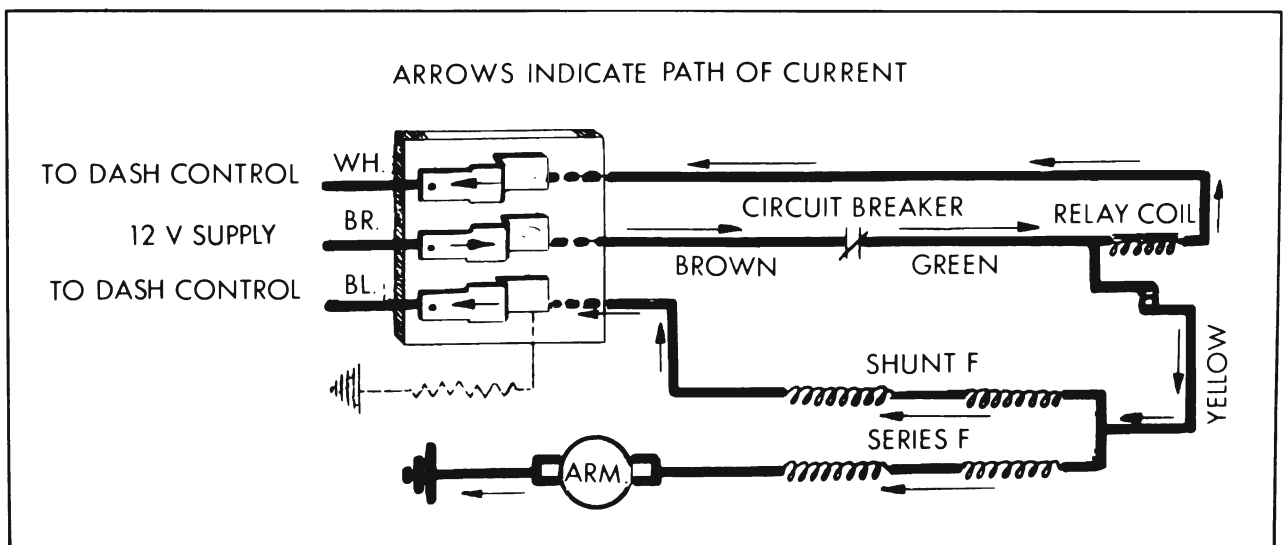 ARROWS INDICATE PATH OF CURRENT
TO DASH CONTROL
WH.
12 V SUPPLY
BR.
TO DASH CONTROL
BL.
CIRCUIT BREAKER
RELAY COIL
BROWN
GREEN
YELLOW
SHUNT F
SERIES F
ARM.